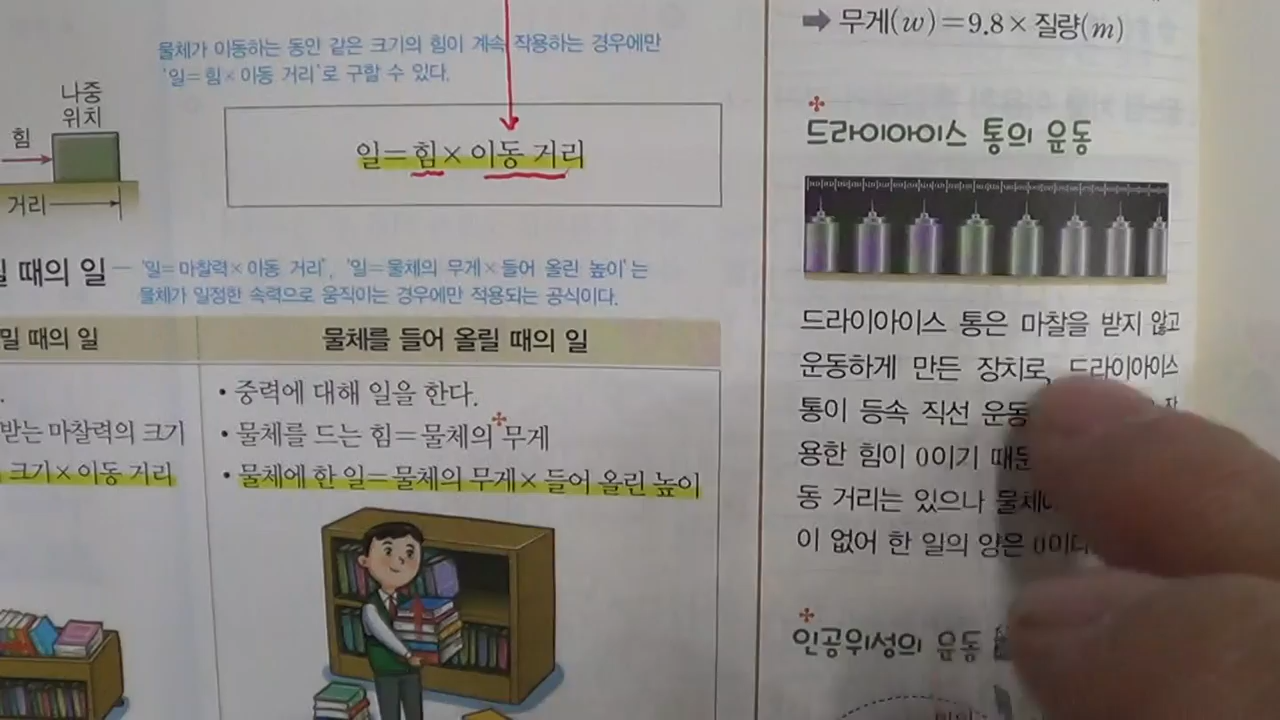 물체가 이동하는 동안 같은 크기의 힘이 계속 작용하는 경우에만
'일=힘×이동 거리'로 구할 수 있다.
나중
위치
힘
거리
일=힘×이동 거리
때의 일
'일=마찰력×이동 거리', '일=물체의 무게×들어 올린 높이'는
물체가 일정한 속력으로 움직이는 경우에만 적용되는 공식이다.
밀 때의 일
물체를 들어 올릴 때의 일
받는 마찰력의 크기
크기×이동 거리
• 중력에 대해 일을 한다.
• 물체를 드는 힘=물체의 무게
• 물체에 한 일=물체의 무게×들어 올린 높이
➡ 무게(w)=9.8×질량(m)
드라이아이스 통의 운동
드라이아이스 통은 마찰을 받지 않고
운동하게 만든 장치로, 드라이아이스
통이 등속 직선 운동
용한 힘이 0이기 때문
동 거리는 있으나 물체에
이 없어 한 일의 양은 0이다.
인공위성의 운동